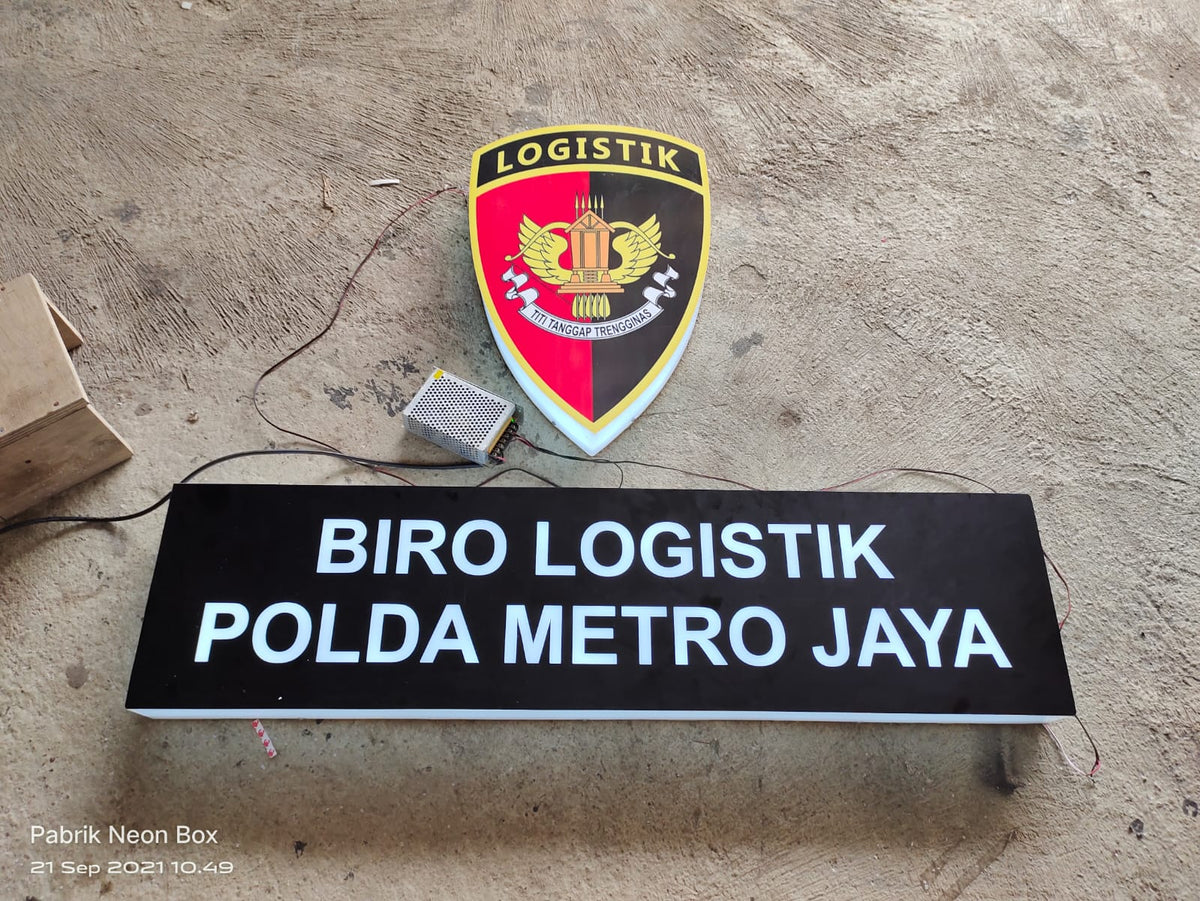 LOGISTIK
TITI TANGGAP TRENGGINAS
BIRO LOGISTIK
POLDA METRO JAYA
Pabrik Neon Box
21 Sep 2021 10.49